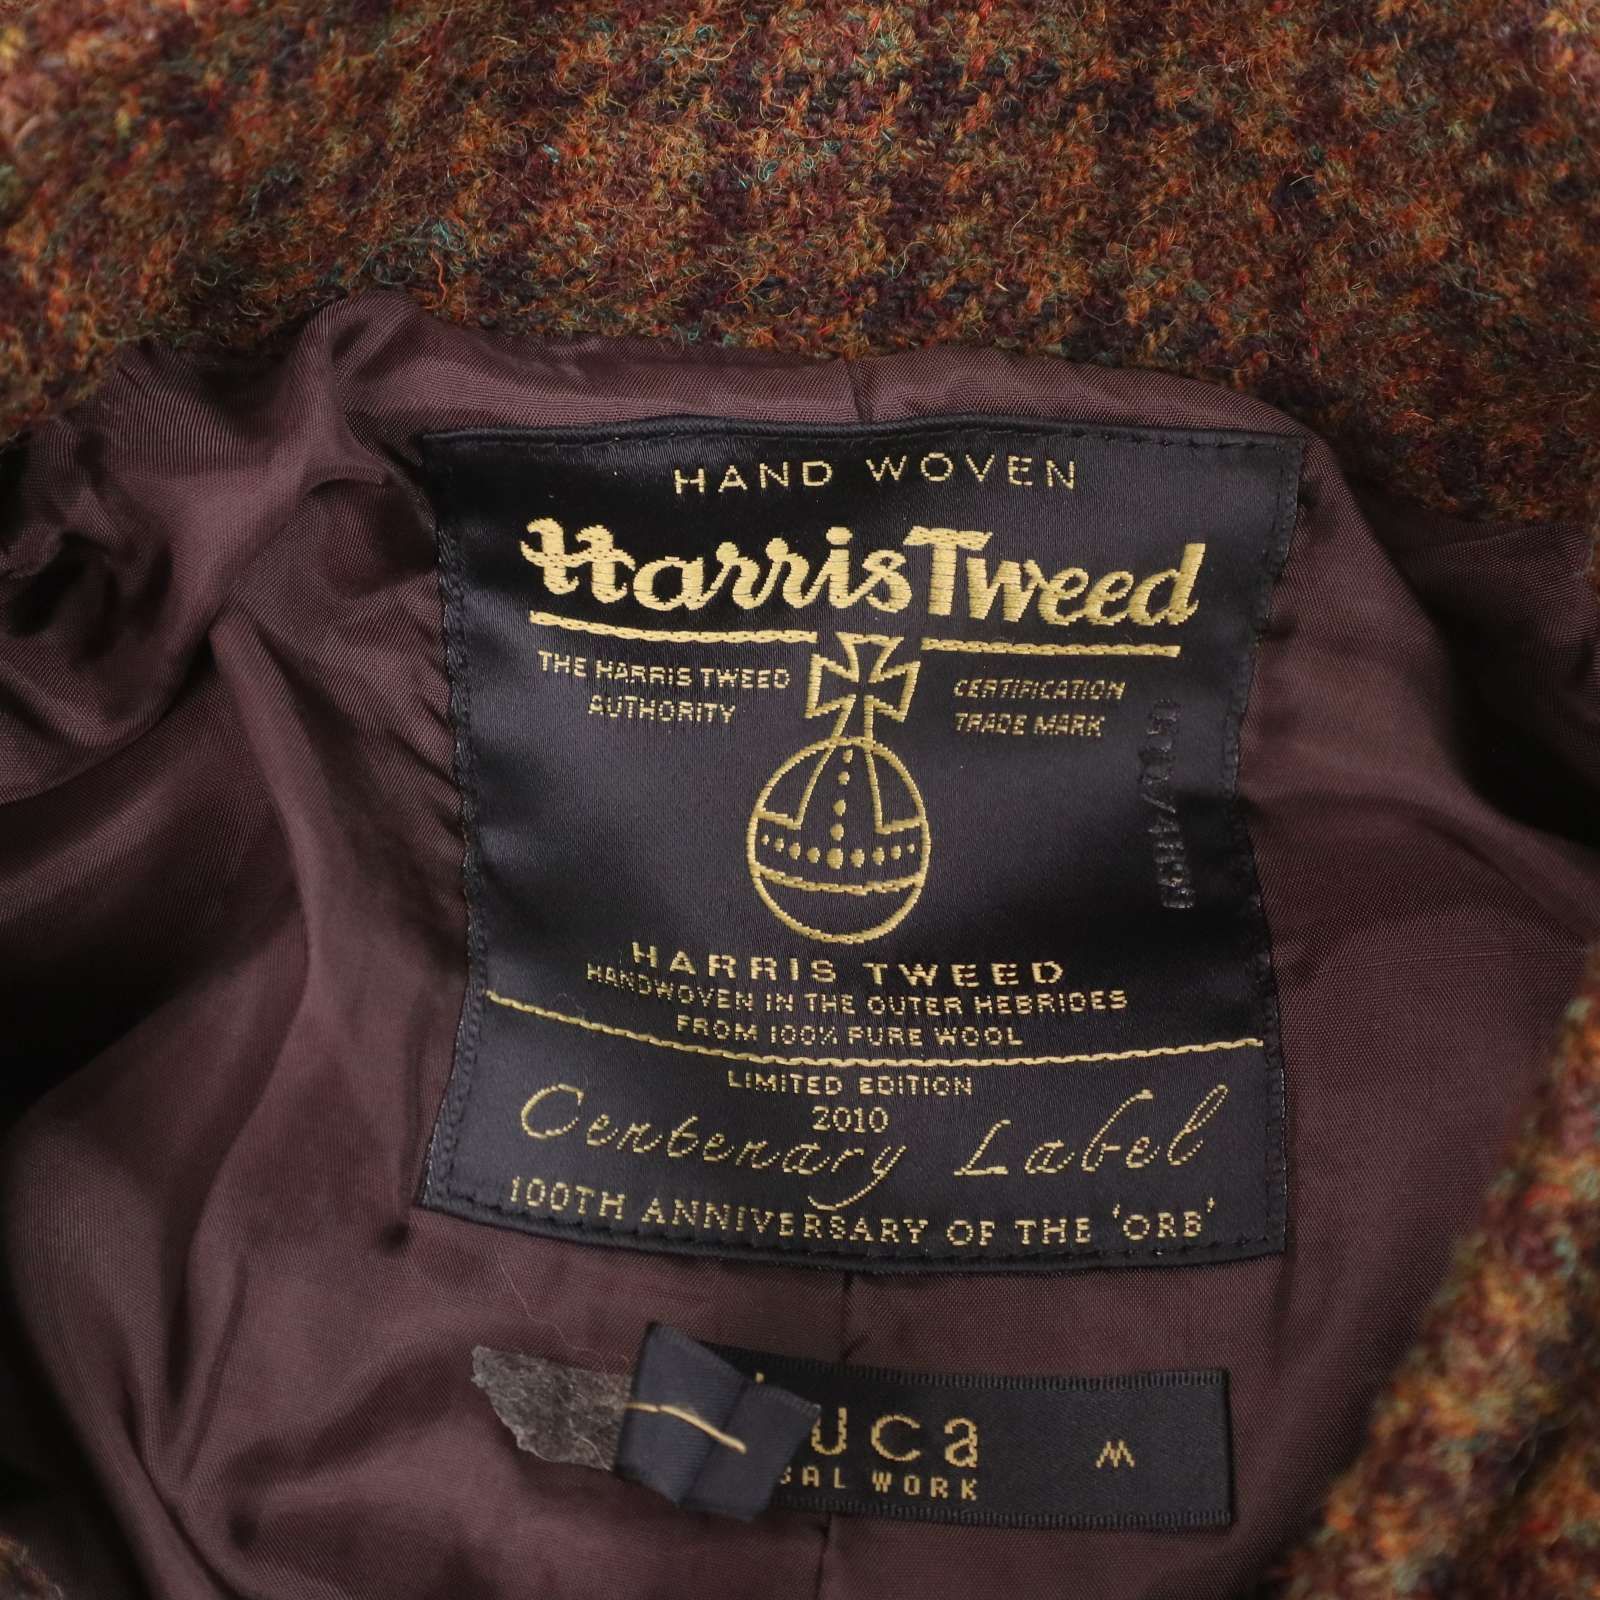 HAND WOVEN
Harris Tweed
THE HARRIS TWEED
AUTHORITY
CERTIFICATION
TRADE MARK
HARRIS TWEED
HANDWOVEN IN THE OUTER HEBRIDES
FROM 100% PURE WOOL
LIMITED EDITION
2010
Centenary Label
100TH ANNIVERSARY OF THE 'ORB'
M
WORK